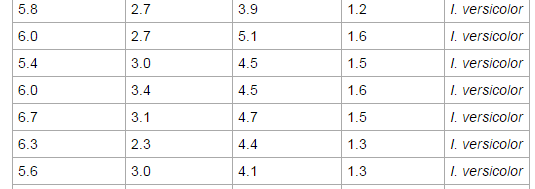 5.8 2.7 3.9 1.2 I. versicolor
6.0 2.7 5.1 1.6 I. versicolor
5.4 3.0 4.5 1.5 I. versicolor
6.0 3.4 4.5 1.6 I. versicolor
6.7 3.1 4.7 1.5 I. versicolor
6.3 2.3 4.4 1.3 I. versicolor
5.6 3.0 4.1 1.3 I. versicolor